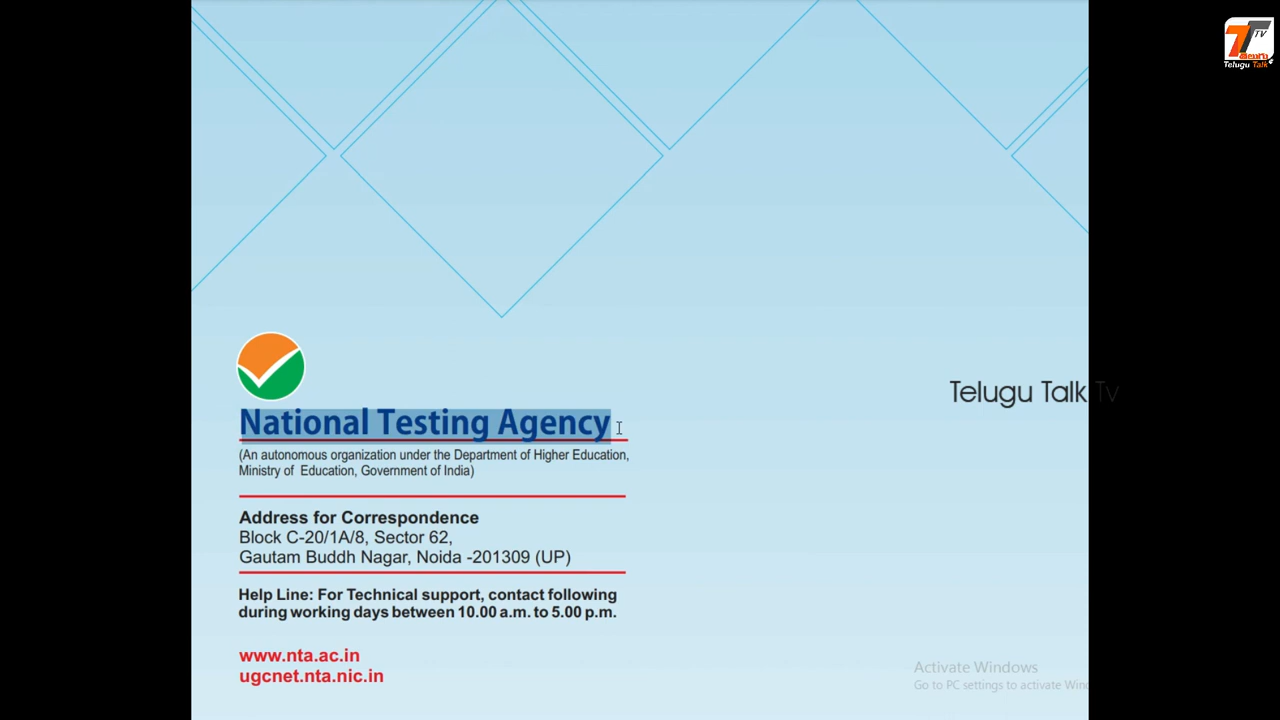 TV
Telugu Talk
National Testing Agency
(An autonomous organization under the Department of Higher Education,
Ministry of Education, Government of India)
Telugu Talk Tv
Address for Correspondence
Block C-20/1A/8, Sector 62,
Gautam Buddh Nagar, Noida -201309 (UP)
Help Line: For Technical support, contact following
during working days between 10.00 a.m. to 5.00 p.m.
www.nta.ac.in
ugcnet.nta.nic.in
Activate Windows
Go to PC settings to activate